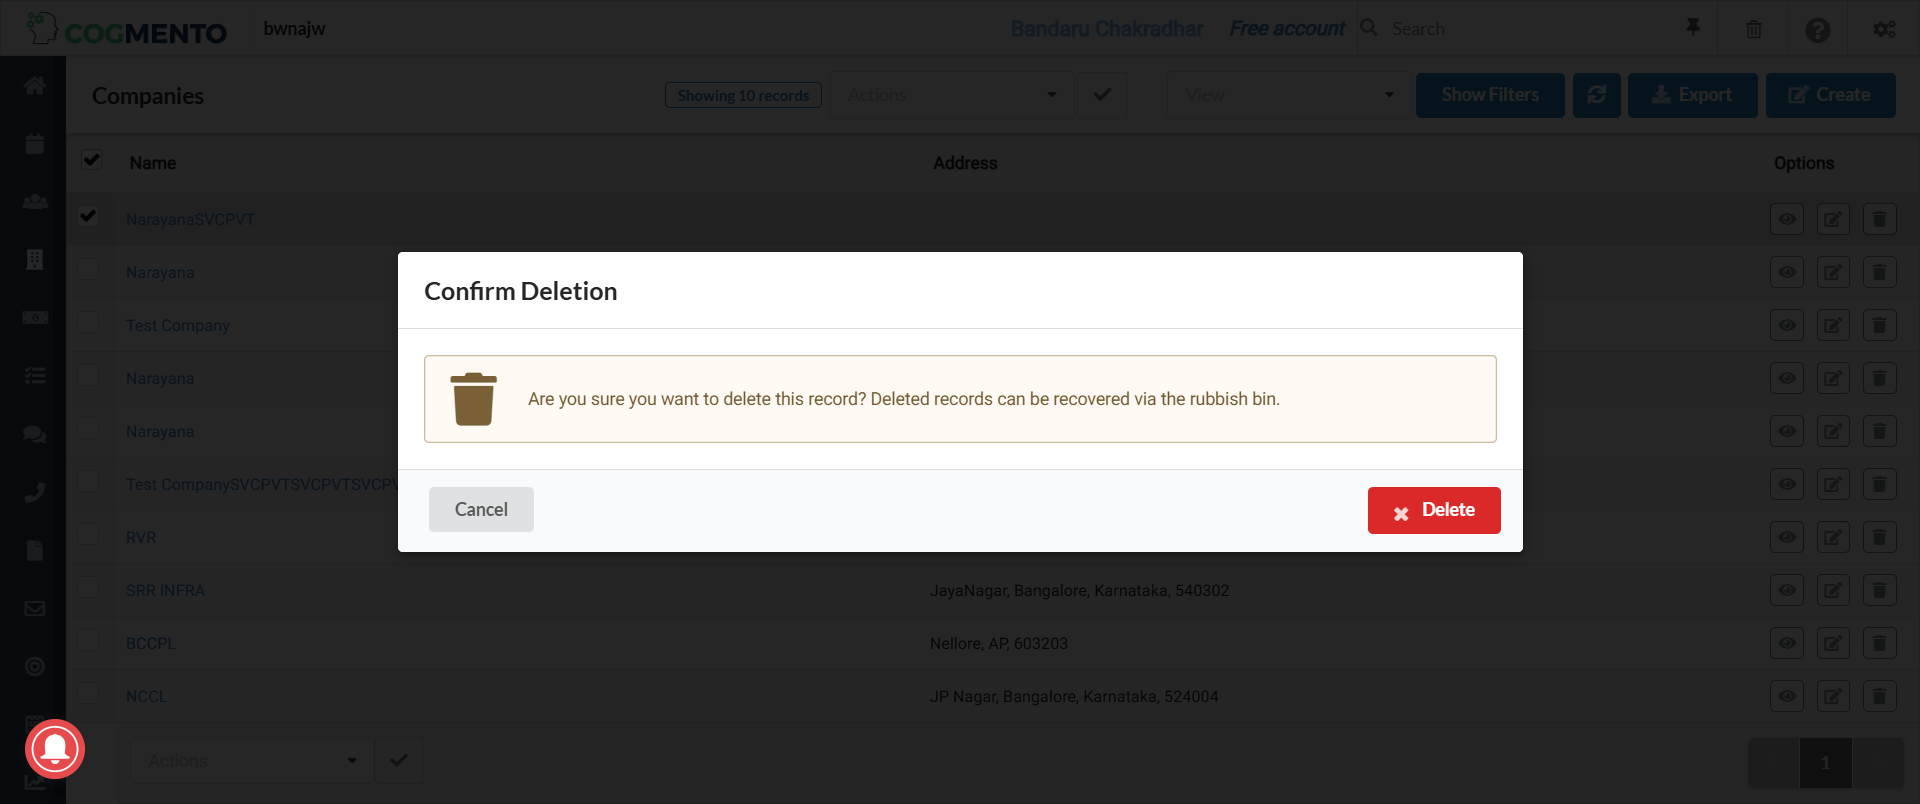 COGMENTO
bwnajw
Bandaru Chakradhar
Free account
Search
Companies
Showing 10 records
Actions
View
Show Filters
Export
Create
Name
Address
Options
NarayanaSVCPVT
Narayana
Test Company
Narayana
Narayana
Test CompanySVCPVTSVCPVTSVCPV
RVR
SRR INFRA
JayaNagar, Bangalore, Karnataka, 540302
BCCPL
Nellore, AP, 603203
NCCL
JP Nagar, Bangalore, Karnataka, 524004
Confirm Deletion
Are you sure you want to delete this record? Deleted records can be recovered via the rubbish bin.
Cancel
Delete
Actions
1